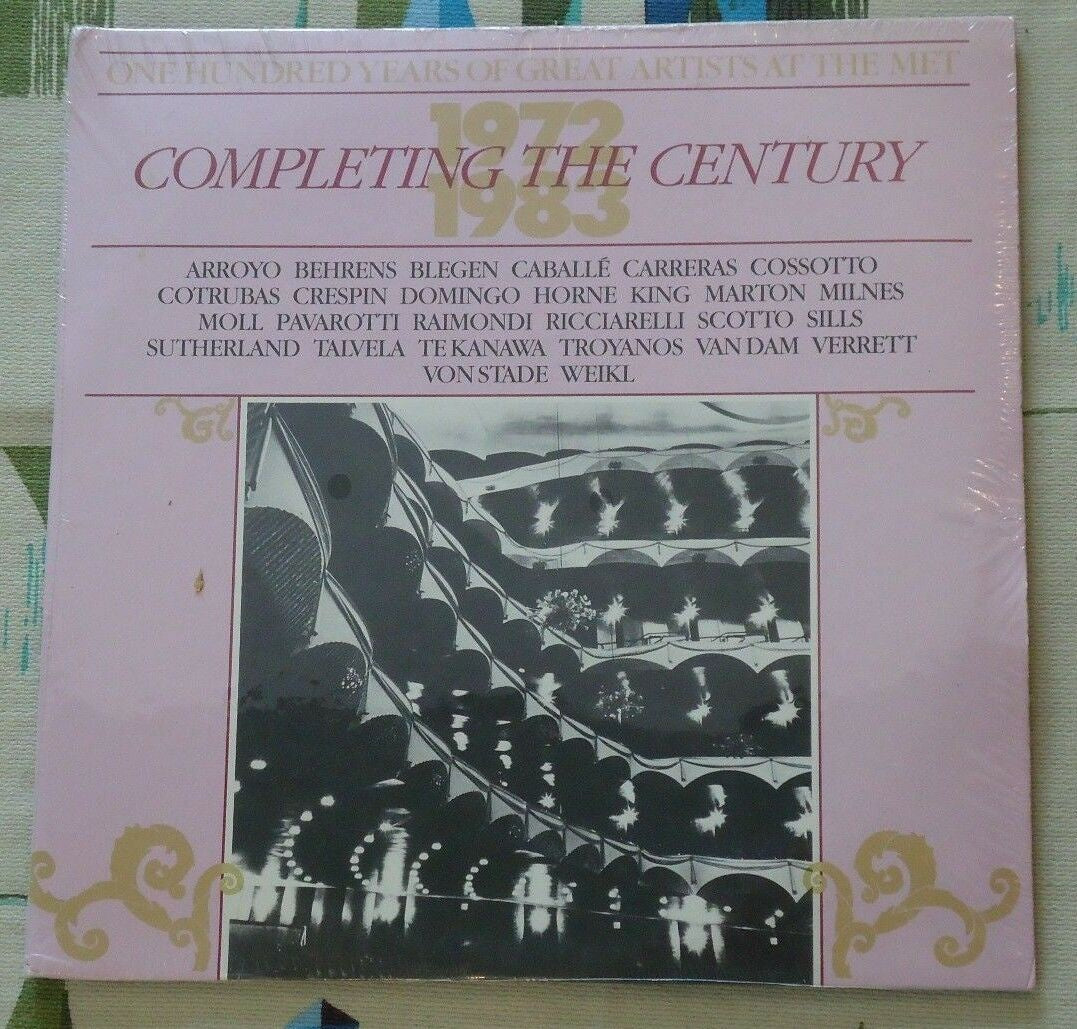 ONE HUNDRED YEARS OF GREAT ARTISTS AT THE MET
1972
COMPLETING THE CENTURY
1983
ARROYO BEHRENS BLEGEN CABALLÉ CARRERAS COSSOTTO
COTRUBAS CRESPIN DOMINGO HORNE KING MARTON MILNES
MOLL PAVAROTTI RAIMONDI RICCIARELLI SCOTTO SILLS
SUTHERLAND TALVELA TE KANAWA TROYANOS VAN DAM VERRETT
VON STADE WEIKL